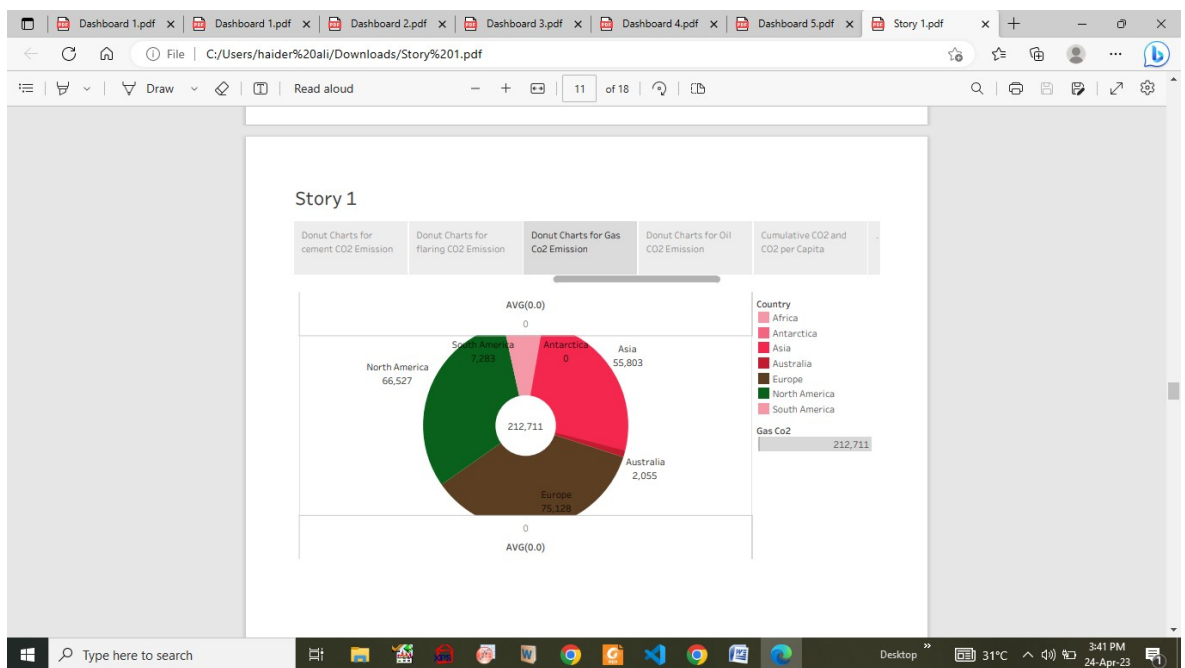 Dashboard 1.pdf
Dashboard 1.pdf
Dashboard 2.pdf
Dashboard 3.pdf
Dashboard 4.pdf
Dashboard 5.pdf
Story 1.pdf
File | C:/Users/haider%20ali/Downloads/Story%201.pdf
Draw
Read aloud
11 of 18
Story 1
Donut Charts for
cement CO2 Emission
Donut Charts for
flaring CO2 Emission
Donut Charts for Gas
Co2 Emission
Donut Charts for Oil
CO2 Emission
Cumulative CO2 and
CO2 per Capita
AVG(0.0)
0
South America
7,283
Antarctica
0
Asia
55,803
North America
66,527
212,711
Australia
2,055
Europe
75,128
0
AVG(0.0)
Country
Africa
Antarctica
Asia
Australia
Europe
North America
South America
Gas Co2
212,711
Type here to search
Desktop
31°C
3:41 PM
24-Apr-23